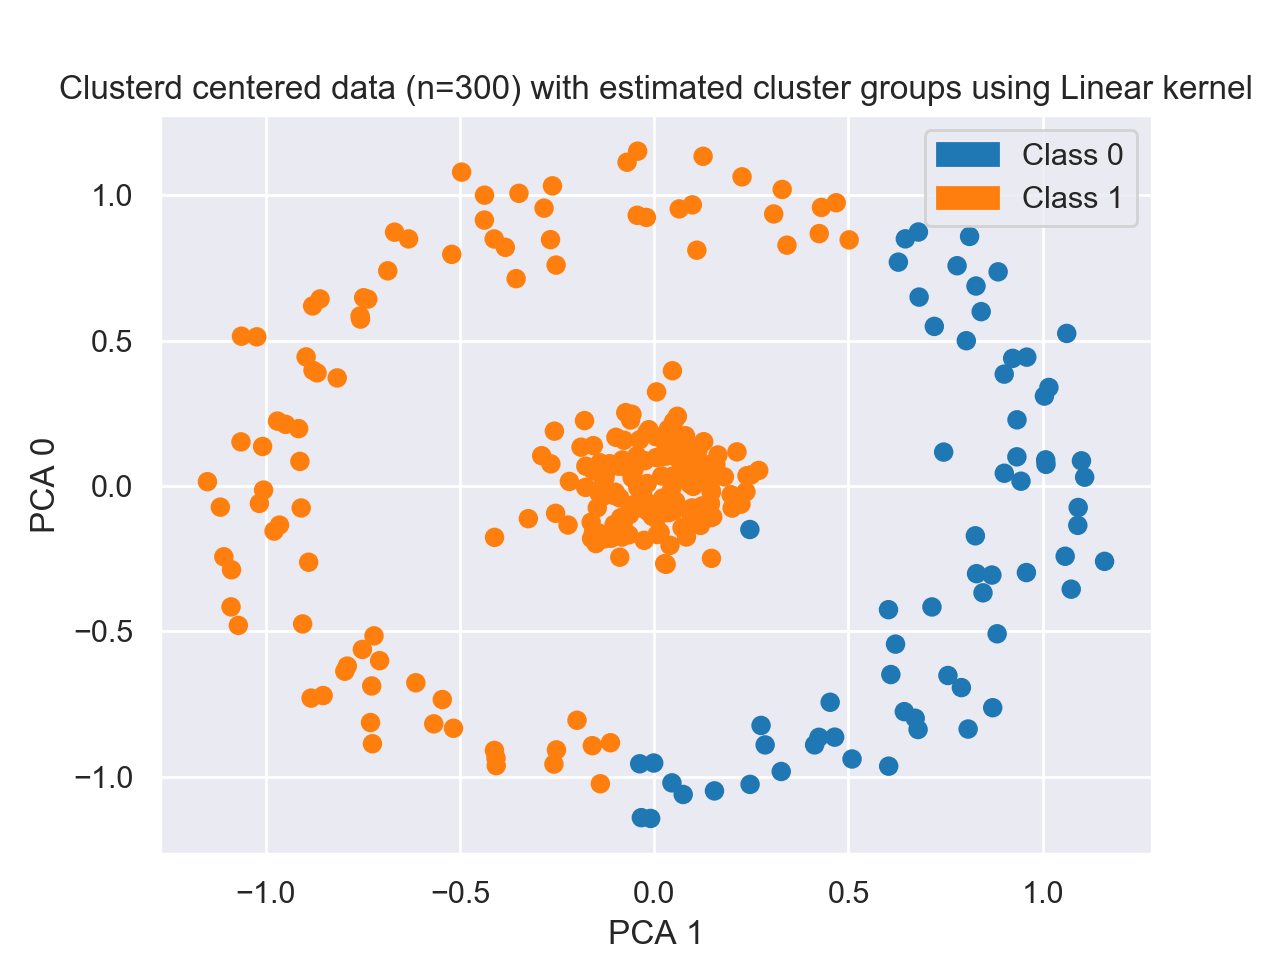 Clusterd centered data (n=300) with estimated cluster groups using Linear kernel
Class 0
Class 1
1.0
0.5
0.0
−0.5
−1.0
PCA 0
−1.0
−0.5
0.0
0.5
1.0
PCA 1